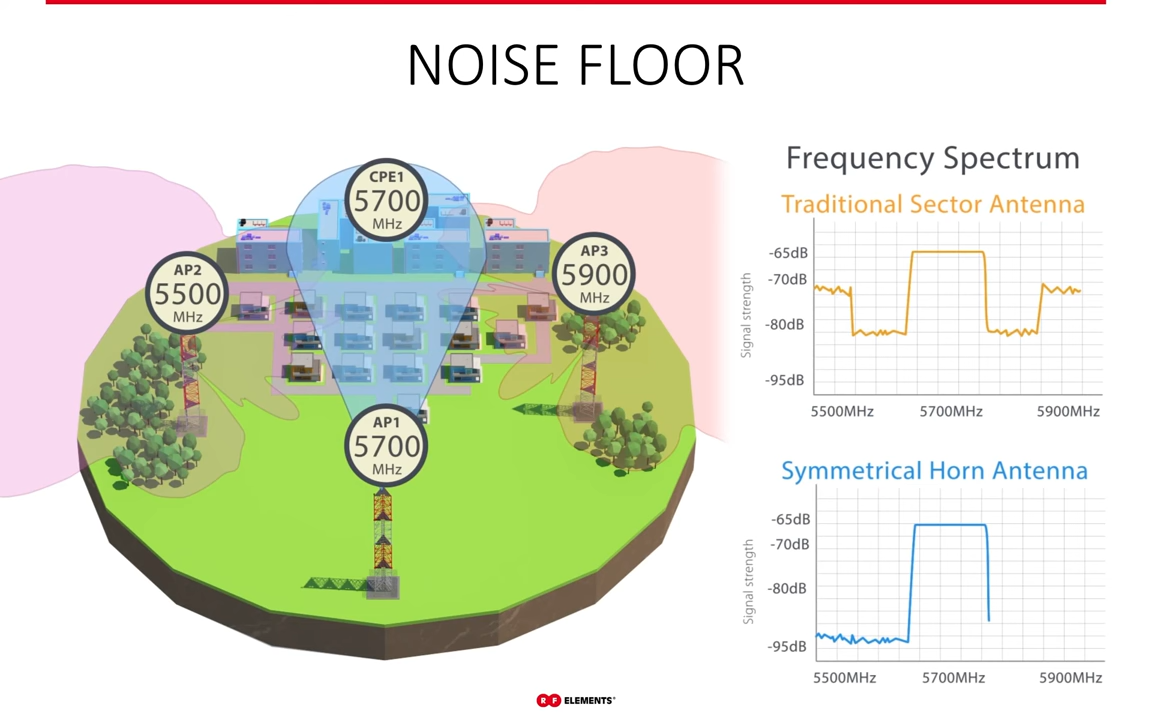 NOISE FLOOR
CPE1
5700
MHz
AP2
5500
MHz
AP3
5900
MHz
AP1
5700
MHz
Frequency Spectrum
Traditional Sector Antenna
Signal strength
-65dB
-70dB
-80dB
-95dB
5500MHz 5700MHz 5900MHz
Symmetrical Horn Antenna
Signal strength
-65dB
-70dB
-80dB
-95dB
5500MHz 5700MHz 5900MHz
RF ELEMENTS